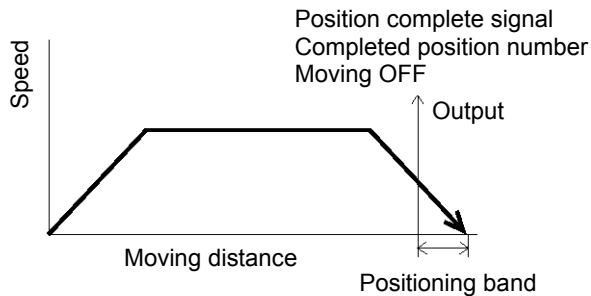 Position complete signal
Completed position number
Moving OFF
Output
Speed
Moving distance
Positioning band